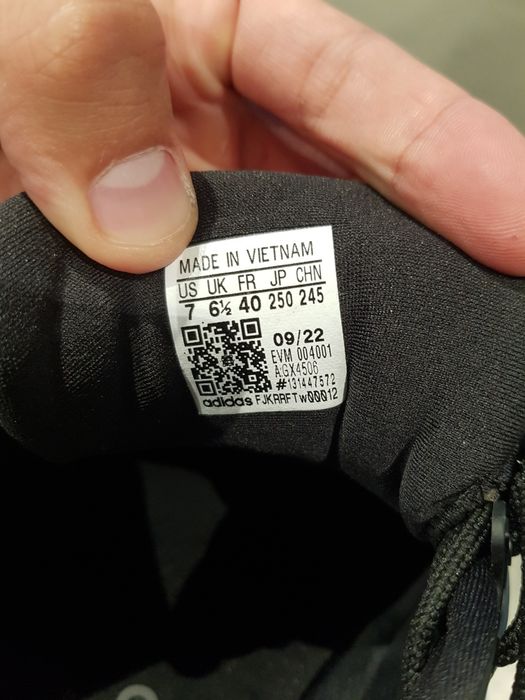 MADE IN VIETNAM
US UK FR JP CHN
7 6½ 40 250 245
09/22
EVM 004001
A:GX4506
#131447572
adidas FJKRRFTw00012